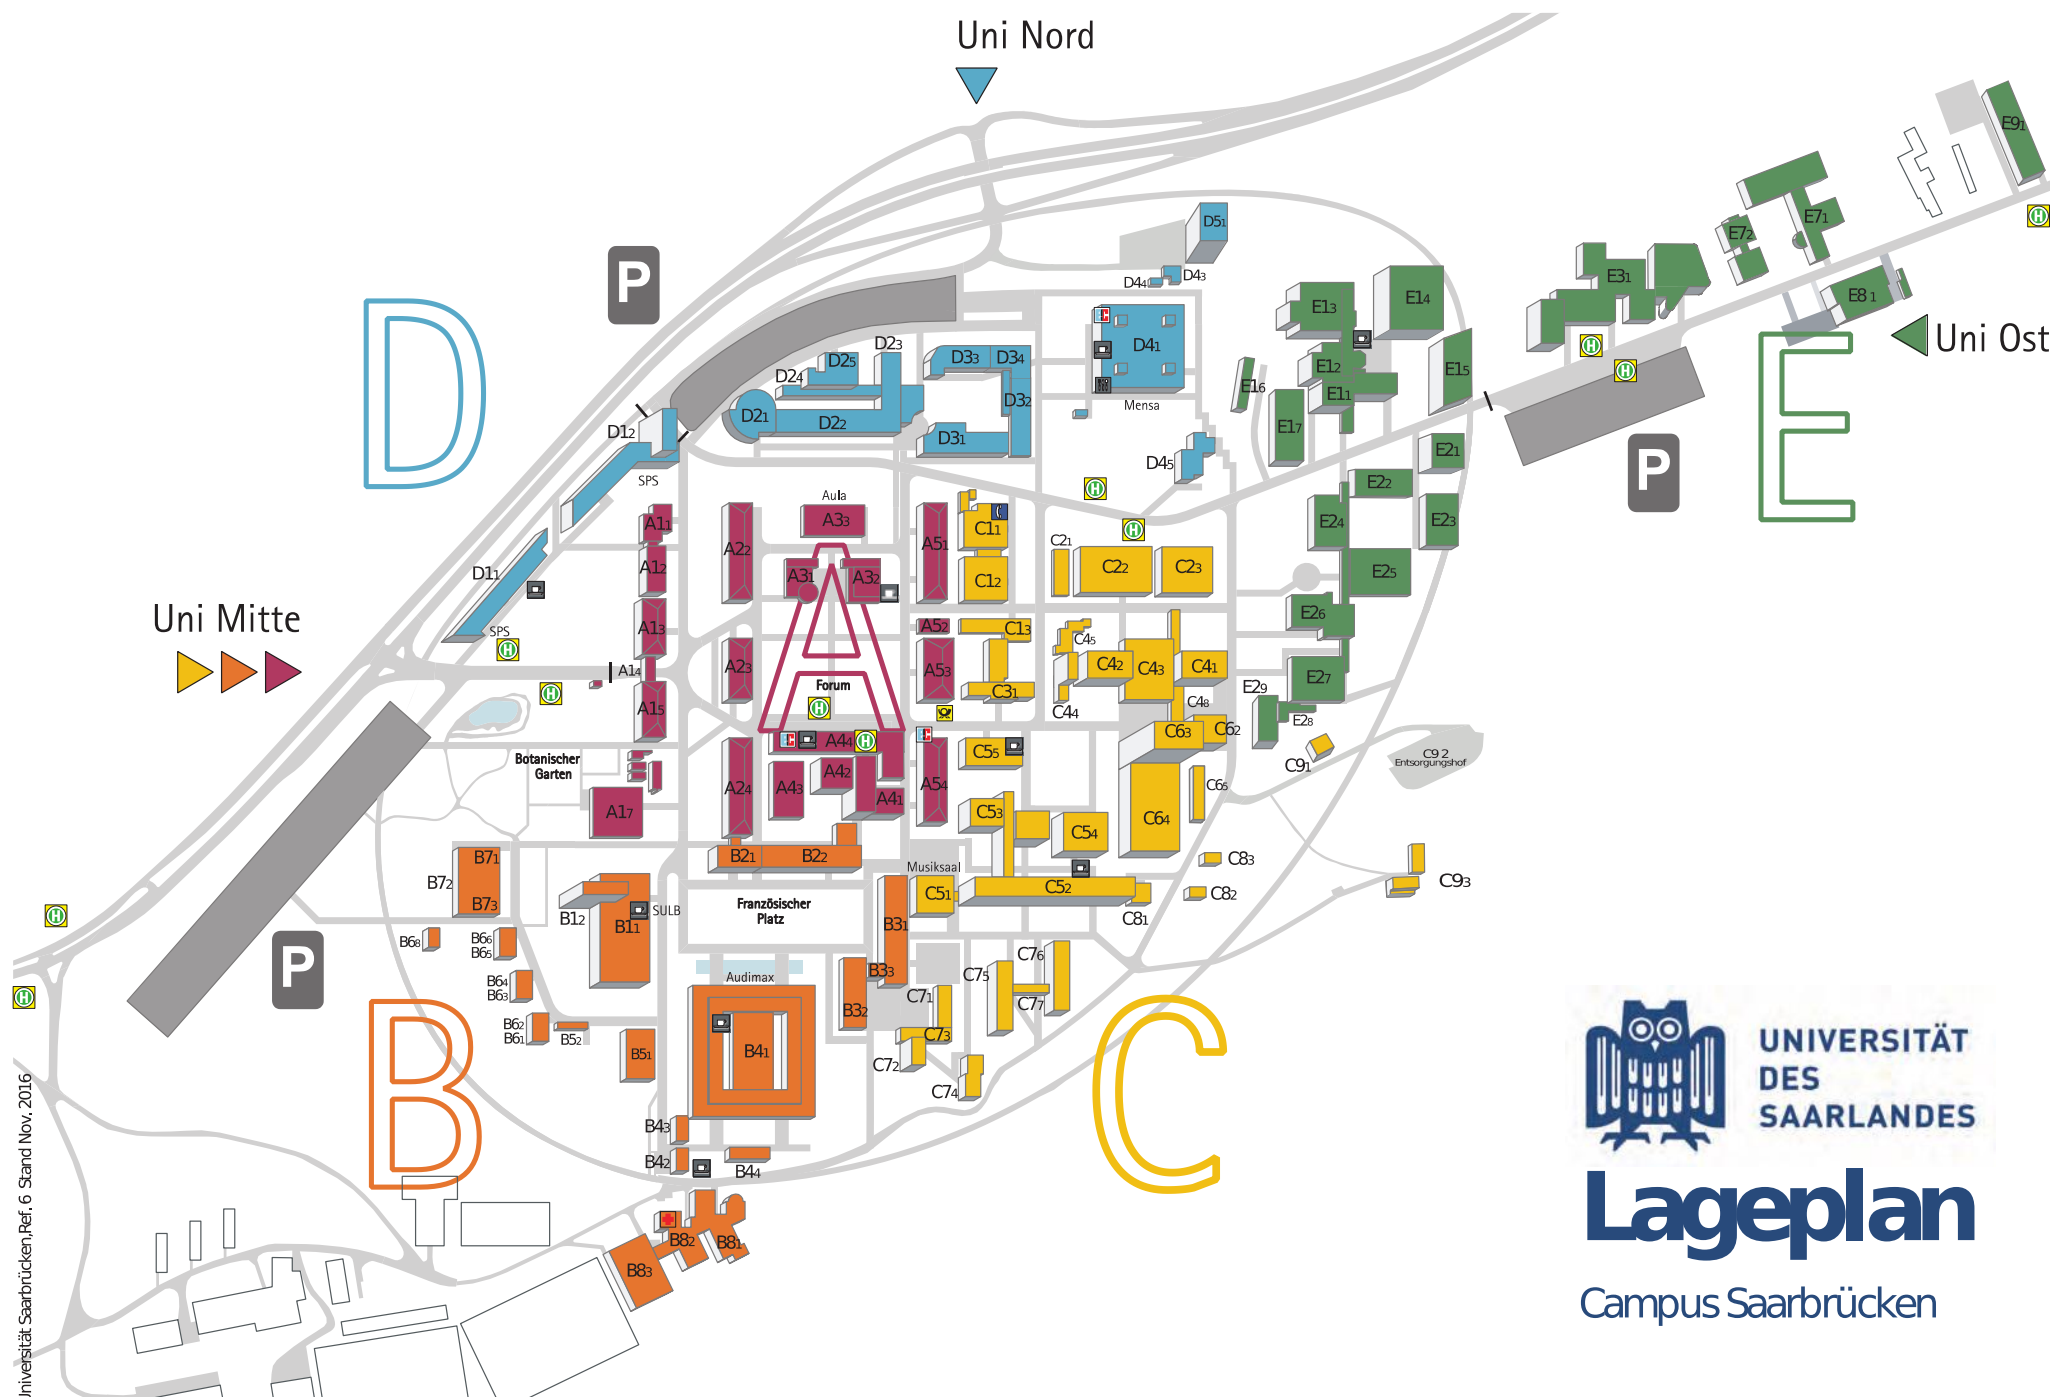 Uni Nord
E91
E71
E72
D51
D43
D44
E31
E81
P
D
E13
E14
Uni Ost
D23
D25
D33
D34
D41
E12
E15
D24
E16
E11
D32
Mensa
D21
D22
D12
D31
E17
E21
D45
P
E
SPS
E22
Aula
A11
A33
C11
E24
E23
A22
A51
C21
A12
A31
A32
C12
C22
C23
E25
D11
Uni Mitte
E26
SPS
A13
A52
C13
C45
A14
A23
A53
C42
C43
C41
E27
Forum
C31
E29
A15
C44
C48
E28
C62
C63
A44
C55
C92
Entsorgungshof
Botanischer
Garten
C91
A42
A24
A43
A54
C65
A41
A17
C53
C64
C54
B71
B21
B22
C83
Musiksaal
B72
C52
C93
B73
C51
C82
Französischer
Platz
SULB
B12
B11
B31
C81
B68
B66
B65
C76
P
B33
C75
Audimax
B64
B63
C71
C77
B32
B62
B61
B52
C73
B51
B41
C72
C74
B
C
A
B43
B42
B44
B82
B81
B83
UNIVERSITÄT
DES
SAARLANDES
Lageplan
Campus Saarbrücken
Universität Saarbrücken,Ref. 6 Stand Nov. 2016